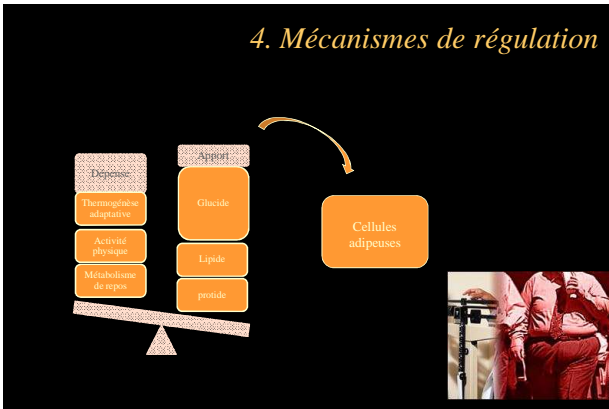 4. Mécanismes de régulation
Dépense
Thermogénèse
adaptative
Activité
physique
Métabolisme
de repos
Apport
Glucide
Lipide
protide
Cellules
adipeuses